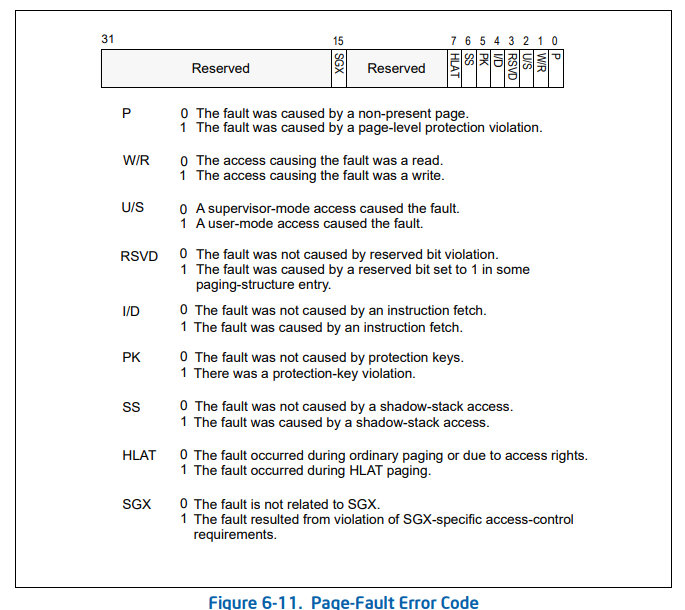 31 15 7 6 5 4 3 2 1 0
Reserved SGX Reserved HLAT SS PK I/D RSVD U/S W/R P
P 0 The fault was caused by a non-present page.
1 The fault was caused by a page-level protection violation.
W/R 0 The access causing the fault was a read.
1 The access causing the fault was a write.
U/S 0 A supervisor-mode access caused the fault.
1 A user-mode access caused the fault.
RSVD 0 The fault was not caused by reserved bit violation.
1 The fault was caused by a reserved bit set to 1 in some
paging-structure entry.
I/D 0 The fault was not caused by an instruction fetch.
1 The fault was caused by an instruction fetch.
PK 0 The fault was not caused by protection keys.
1 There was a protection-key violation.
SS 0 The fault was not caused by a shadow-stack access.
1 The fault was caused by a shadow-stack access.
HLAT 0 The fault occurred during ordinary paging or due to access rights.
1 The fault occurred during HLAT paging.
SGX 0 The fault is not related to SGX.
1 The fault resulted from violation of SGX-specific access-control
requirements.
Figure 6-11. Page-Fault Error Code